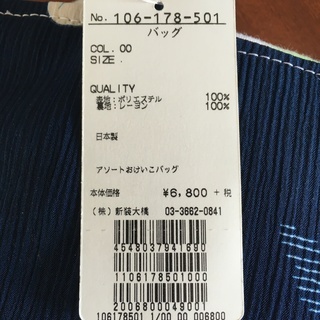 No. 106-178-501
バッグ
COL. 00
SIZE .
QUALITY
表地：ポリエステル 100%
裏地：レーヨン 100%
日本製
アソートおけいこバッグ
本体価格 ¥6,800 + 税
(株) 新装大橋 03-3662-0841
4548037941690
1106178501000
2006800049001
106178501 1/00 00 006800